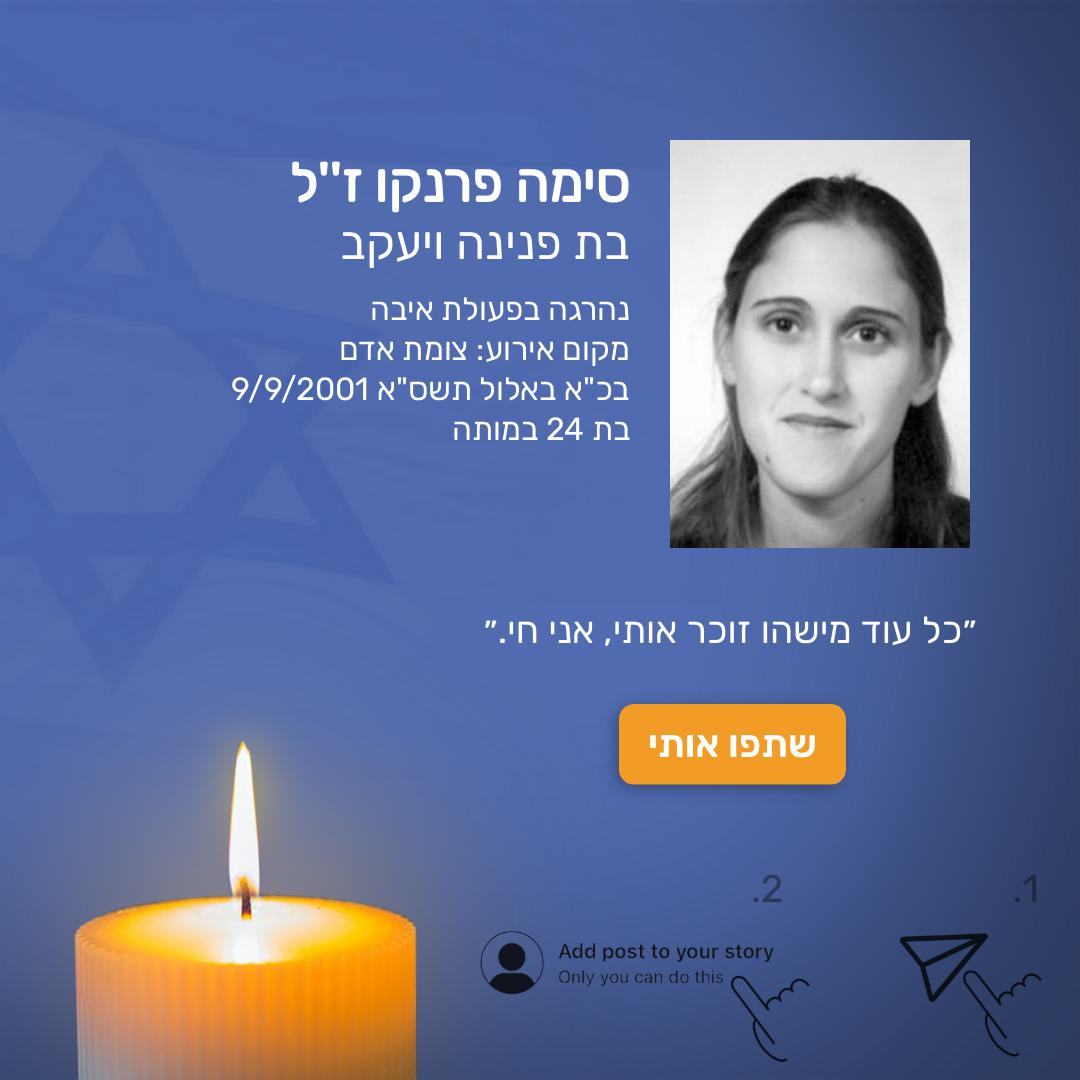 סימה פרנקו ז"ל
בת פנינה ויעקב
נהרגה בפעולת איבה
מקום אירוע: צומת אדם
בכ"א באלול תשס"א 9/9/2001
בת 24 במותה
״כל עוד מישהו זוכר אותי, אני חי.״
שתפו אותי
1.
2.
Add post to your story
Only you can do this